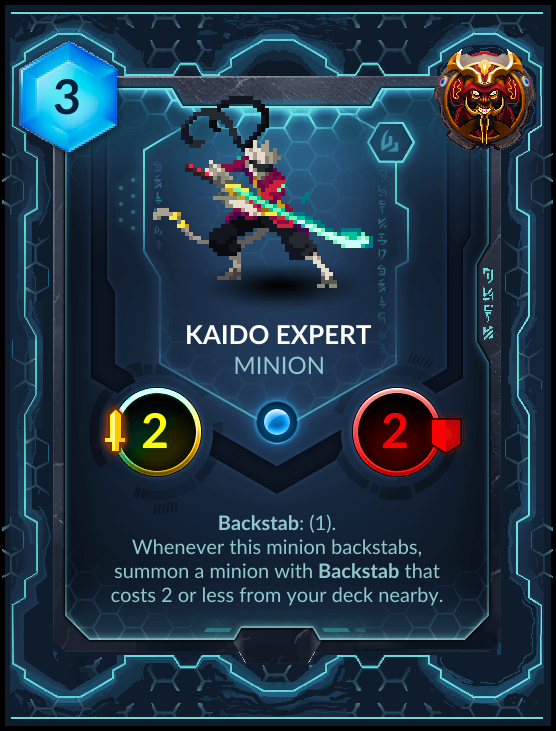 3
KAIDO EXPERT
MINION
2
2
Backstab: (1).
Whenever this minion backstabs,
summon a minion with Backstab that
costs 2 or less from your deck nearby.